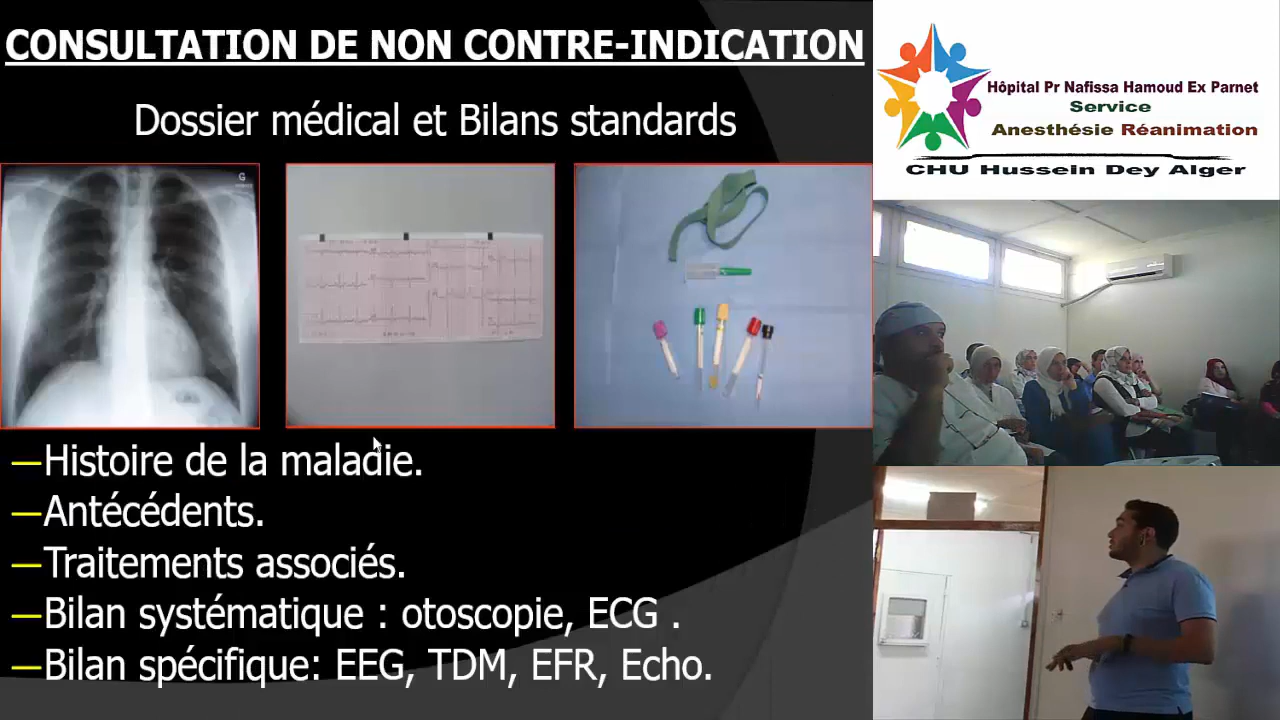 CONSULTATION DE NON CONTRE-INDICATION
Dossier médical et Bilans standards
G
—Histoire de la maladie.
—Antécédents.
—Traitements associés.
—Bilan systématique : otoscopie, ECG .
—Bilan spécifique: EEG, TDM, EFR, Echo.
Hôpital Pr Nafissa Hamoud Ex Parnet
Service
Anesthésie Réanimation
CHU Hussein Dey Alger